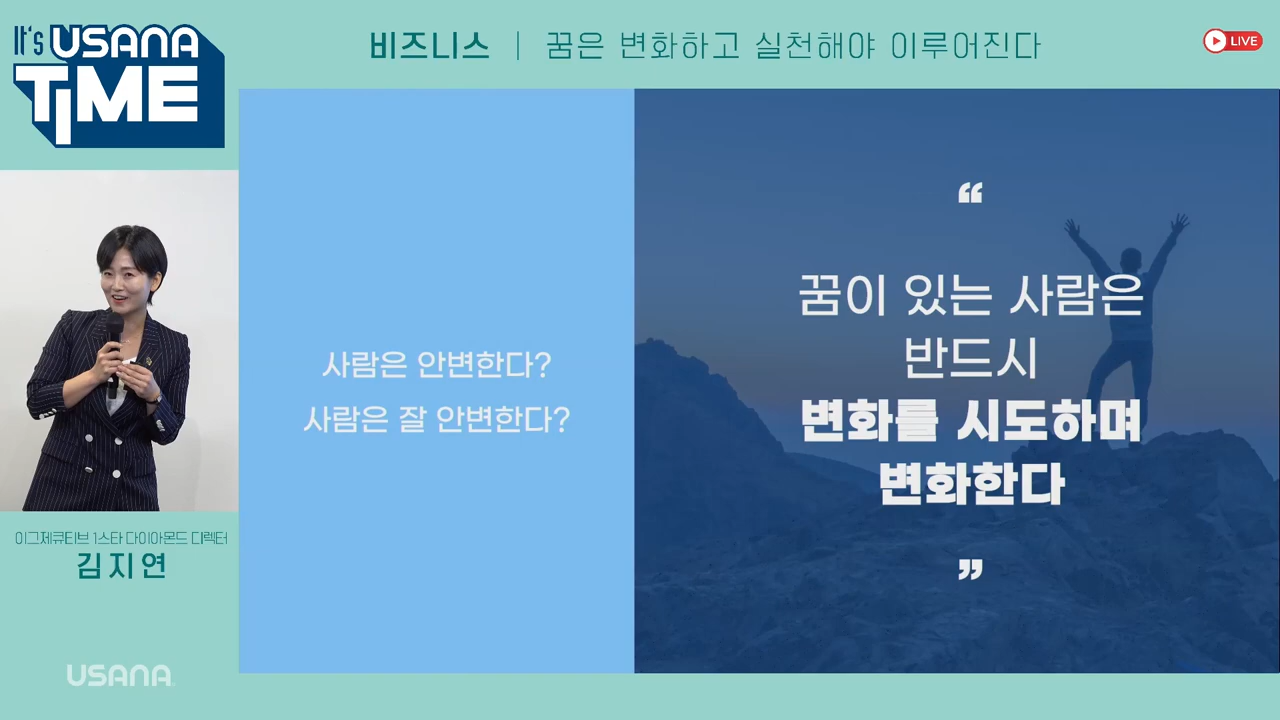 It's USANA
TIME
비즈니스 | 꿈은 변화하고 실천해야 이루어진다
LIVE
사람은 안변한다?
사람은 잘 안변한다?
“
꿈이 있는 사람은
반드시
변화를 시도하며
변화한다
”
이그제큐티브 1스타 다이아몬드 디렉터
김지연
USANA